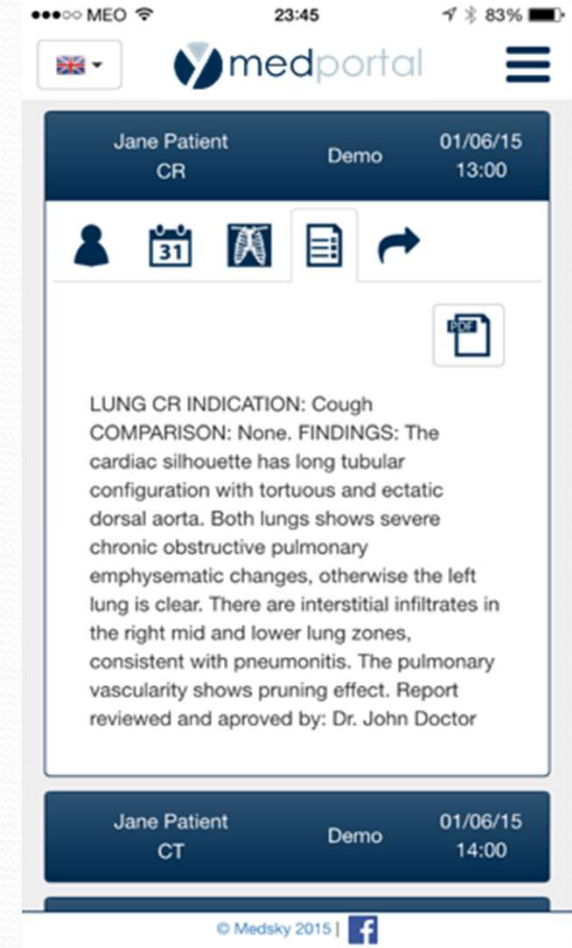 MEO 23:45 83%
medportal
Jane Patient Demo 01/06/15
CR 13:00
31
PDF
LUNG CR INDICATION: Cough
COMPARISON: None. FINDINGS: The
cardiac silhouette has long tubular
configuration with tortuous and ectatic
dorsal aorta. Both lungs shows severe
chronic obstructive pulmonary
emphysematic changes, otherwise the left
lung is clear. There are interstitial infiltrates in
the right mid and lower lung zones,
consistent with pneumonitis. The pulmonary
vascularity shows pruning effect. Report
reviewed and aproved by: Dr. John Doctor
Jane Patient Demo 01/06/15
CT 14:00
© Medsky 2015 | f